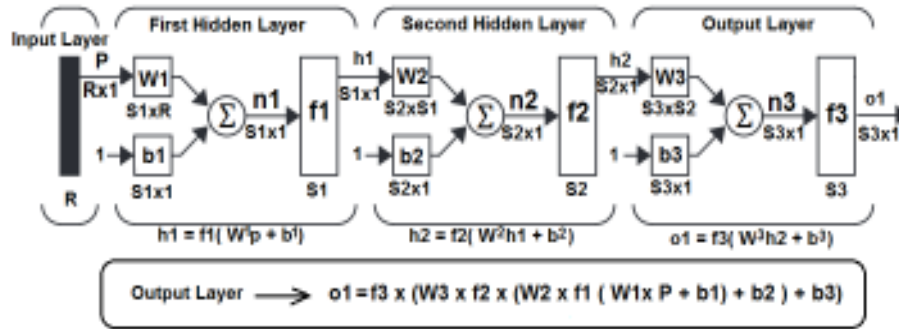 Input Layer
First Hidden Layer
Second Hidden Layer
Output Layer
P
Rx1
W1
S1xR
1
b1
S1x1
Σ
n1
S1x1
f1
S1
R
h1
S1x1
W2
S2xS1
1
b2
S2x1
Σ
n2
S2x1
f2
S2
h2
S2x1
W3
S3xS2
1
b3
S3x1
Σ
n3
S3x1
f3
S3
o1
S3x1
h1 = f1( W¹p + b¹)
h2 = f2( W²h1 + b²)
o1 = f3( W³h2 + b³)
Output Layer → o1 = f3 x (W3 x f2 x (W2 x f1 ( W1x P + b1) + b2 ) + b3)